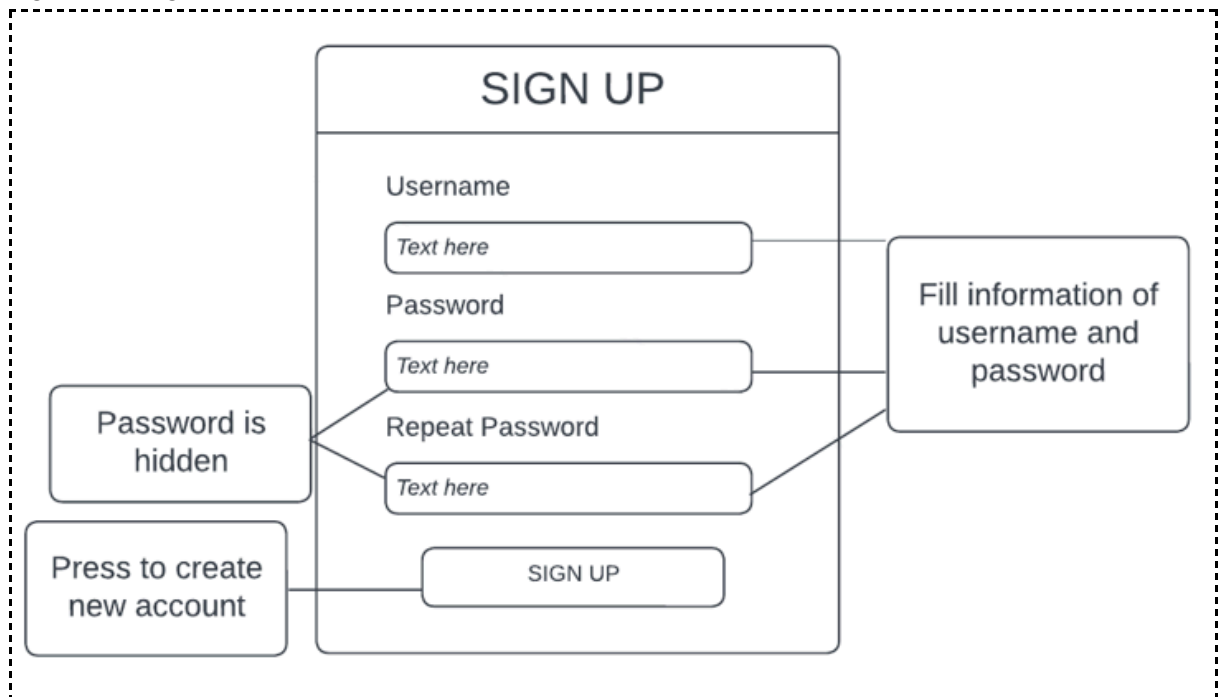 SIGN UP
Username
Text here
Password
Text here
Repeat Password
Text here
SIGN UP
Fill information of
username and
password
Password is
hidden
Press to create
new account